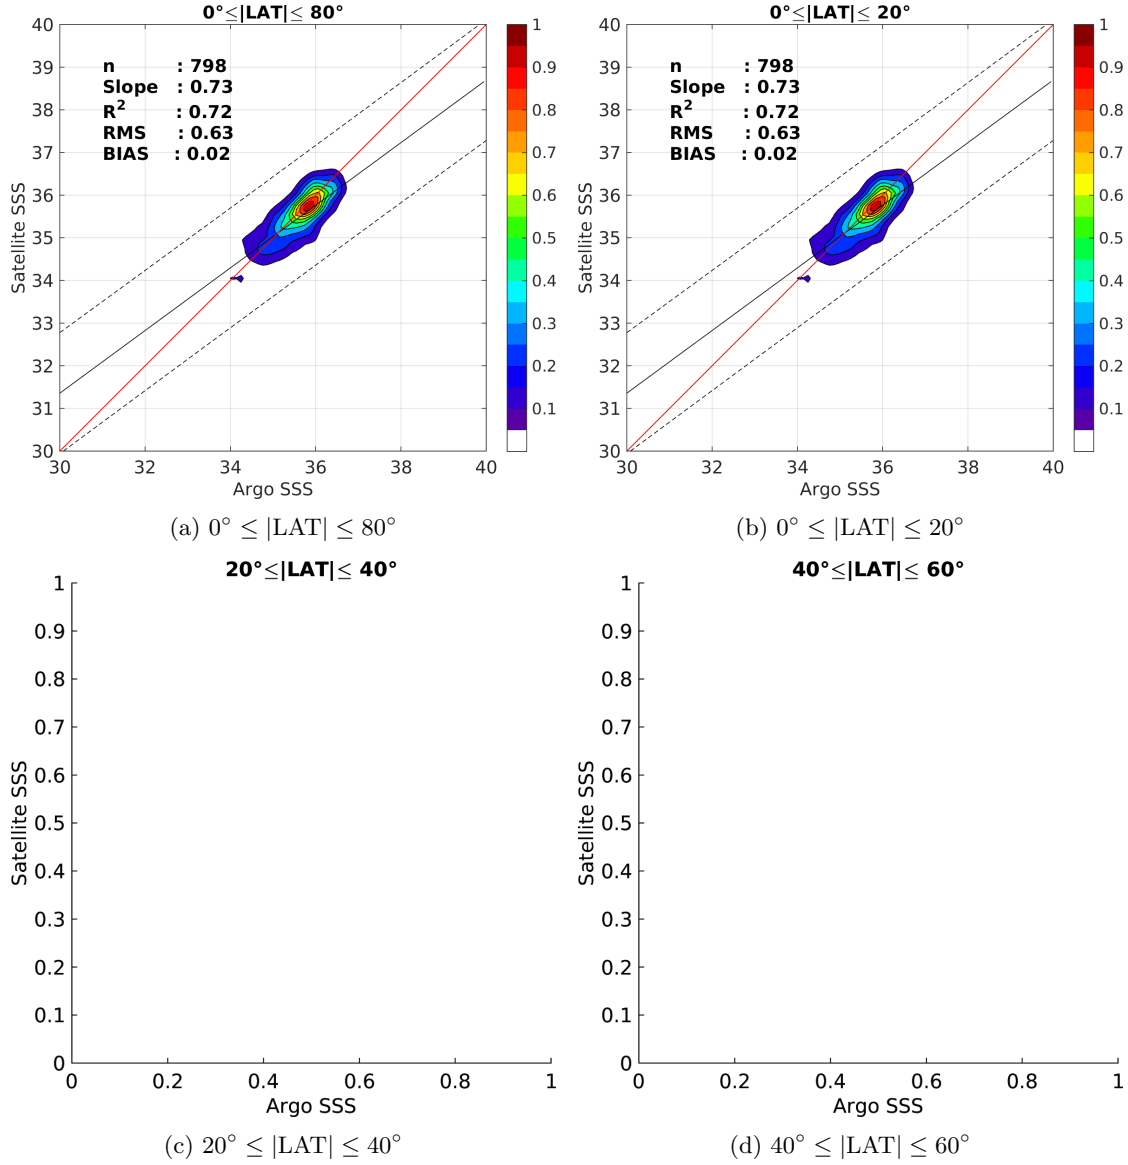 0°≤|LAT|≤ 80°
40
39
38
37
36
35
34
33
32
31
30
30 32 34 36 38 40
Satellite SSS
Argo SSS
n : 798
Slope : 0.73
R² : 0.72
RMS : 0.63
BIAS : 0.02
1
0.9
0.8
0.7
0.6
0.5
0.4
0.3
0.2
0.1
(a) 0° ≤ |LAT| ≤ 80°
0°≤|LAT|≤ 20°
40
39
38
37
36
35
34
33
32
31
30
30 32 34 36 38 40
Satellite SSS
Argo SSS
n : 798
Slope : 0.73
R² : 0.72
RMS : 0.63
BIAS : 0.02
1
0.9
0.8
0.7
0.6
0.5
0.4
0.3
0.2
0.1
(b) 0° ≤ |LAT| ≤ 20°
20°≤|LAT|≤ 40°
1
0.9
0.8
0.7
0.6
0.5
0.4
0.3
0.2
0.1
0
0 0.2 0.4 0.6 0.8 1
Satellite SSS
Argo SSS
(c) 20° ≤ |LAT| ≤ 40°
40°≤|LAT|≤ 60°
1
0.9
0.8
0.7
0.6
0.5
0.4
0.3
0.2
0.1
0
0 0.2 0.4 0.6 0.8 1
Satellite SSS
Argo SSS
(d) 40° ≤ |LAT| ≤ 60°